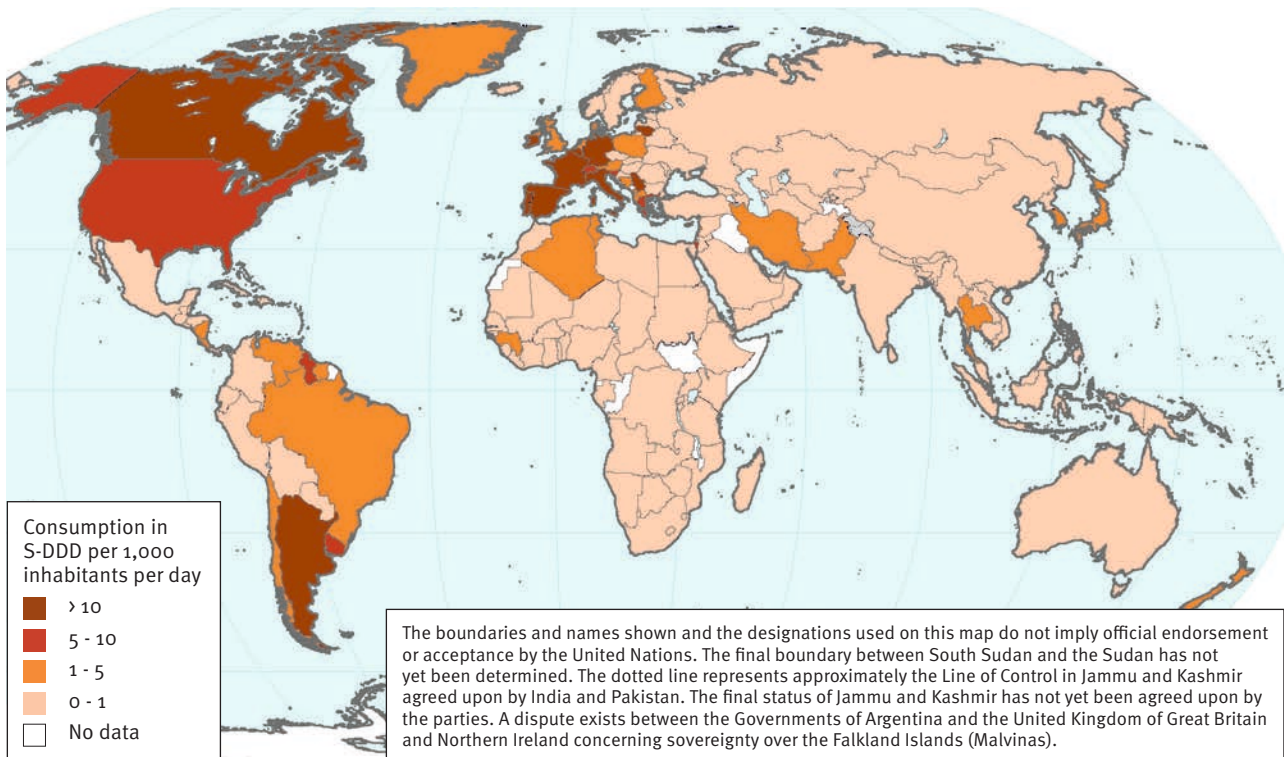 Consumption in
S-DDD per 1,000
inhabitants per day
> 10
5 - 10
1 - 5
0 - 1
No data
The boundaries and names shown and the designations used on this map do not imply official endorsement
or acceptance by the United Nations. The final boundary between South Sudan and the Sudan has not
yet been determined. The dotted line represents approximately the Line of Control in Jammu and Kashmir
agreed upon by India and Pakistan. The final status of Jammu and Kashmir has not yet been agreed upon by
the parties. A dispute exists between the Governments of Argentina and the United Kingdom of Great Britain
and Northern Ireland concerning sovereignty over the Falkland Islands (Malvinas).